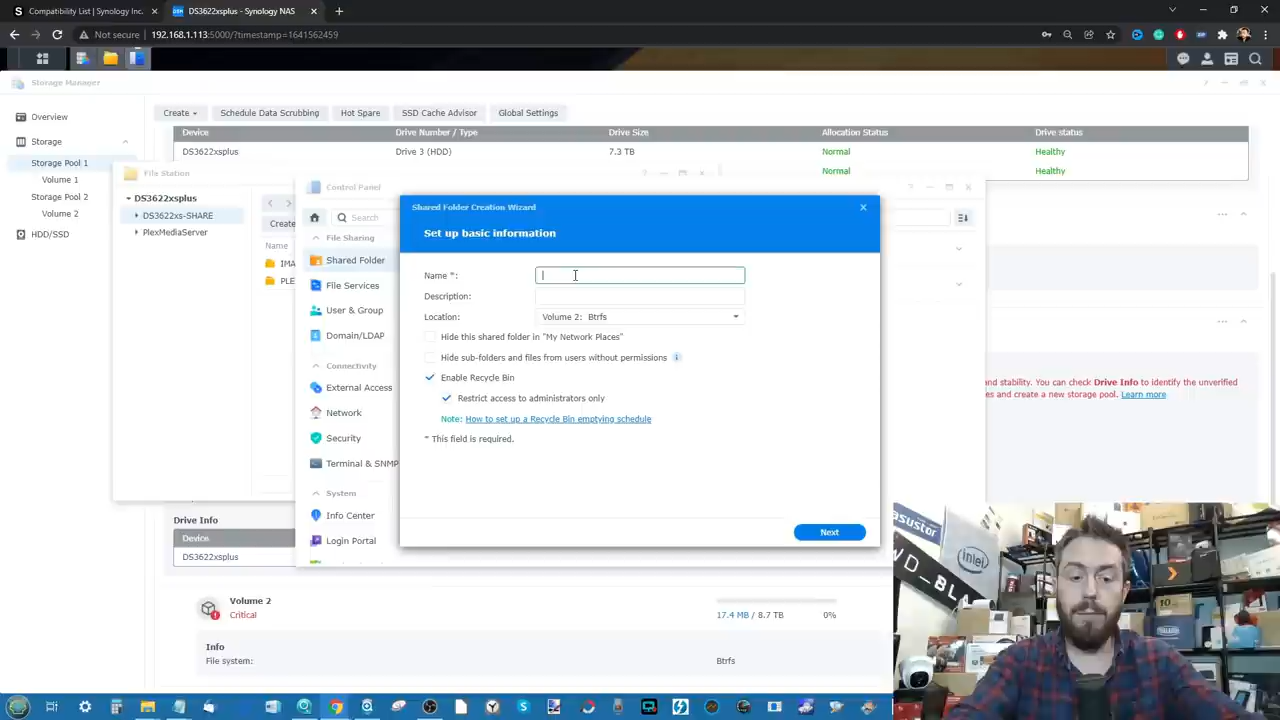 Compatibility List | Synology Inc.
DS3622xsplus - Synology NAS
Not secure
192.168.1.113:5000/?timestamp=1641562459
Storage Manager
Overview
Storage
Storage Pool 1
Volume 1
Storage Pool 2
Volume 2
HDD/SSD
Create
Schedule Data Scrubbing
Hot Spare
SSD Cache Advisor
Global Settings
Device
Drive Number / Type
Drive Size
Allocation Status
Drive status
DS3622xsplus
Drive 3 (HDD)
7.3 TB
Normal
Healthy
Normal
Healthy
File Station
DS3622xsplus
DS3622xs-SHARE
PlexMediaServer
Create
Name
IMA
PLE
Control Panel
Search
File Sharing
Shared Folder
File Services
User & Group
Domain/LDAP
Connectivity
External Access
Network
Security
Terminal & SNMP
System
Info Center
Login Portal
Shared Folder Creation Wizard
Set up basic information
Name *:
Description:
Location:
Volume 2: Btrfs
Hide this shared folder in "My Network Places"
Hide sub-folders and files from users without permissions
Enable Recycle Bin
Restrict access to administrators only
Note: How to set up a Recycle Bin emptying schedule
* This field is required.
Next
and stability. You can check Drive Info to identify the unverified
es and create a new storage pool. Learn more
Drive Info
Device
DS3622xsplus
Volume 2
Critical
17.4 MB / 8.7 TB
0%
Info
File system:
Btrfs
asustor
intel
WD_BLA